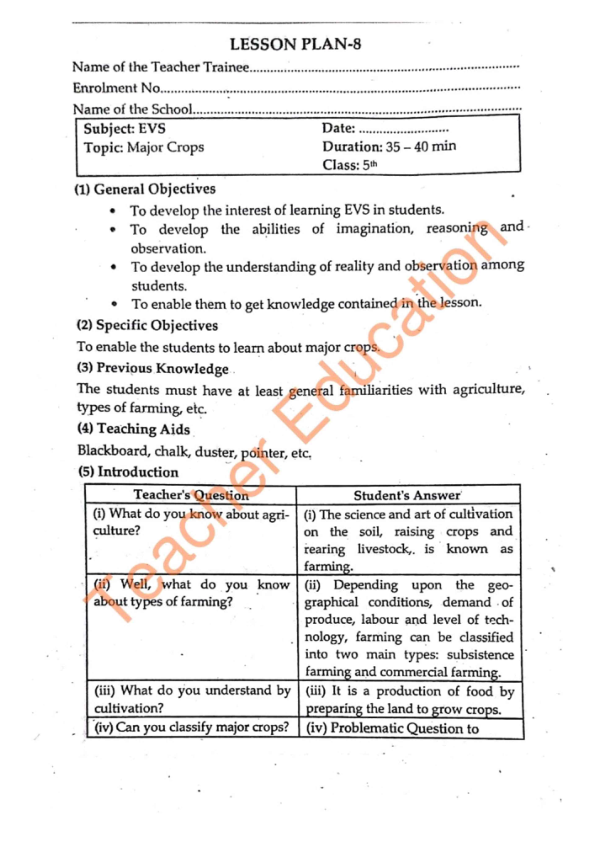 LESSON PLAN-8
Name of the Teacher Trainee..........................................................................
Enrolment No...................................................................................................
Name of the School..........................................................................................
Subject: EVS
Topic: Major Crops
Date: ..........................
Duration: 35 – 40 min
Class: 5th
(1) General Objectives
• To develop the interest of learning EVS in students.
• To develop the abilities of imagination, reasoning and
observation.
• To develop the understanding of reality and observation among
students.
• To enable them to get knowledge contained in the lesson.
(2) Specific Objectives
To enable the students to learn about major crops.
(3) Previous Knowledge
The students must have at least general familiarities with agriculture,
types of farming, etc.
(4) Teaching Aids
Blackboard, chalk, duster, pointer, etc.
(5) Introduction
Teacher's Question
Student's Answer
(i) What do you know about agri-
culture?
(i) The science and art of cultivation
on the soil, raising crops and
rearing livestock,. is known as
farming.
(ii) Well, what do you know
about types of farming?
(ii) Depending upon the geo-
graphical conditions, demand of
produce, labour and level of tech-
nology, farming can be classified
into two main types: subsistence
farming and commercial farming.
(iii) What do you understand by
cultivation?
(iii) It is a production of food by
preparing the land to grow crops.
(iv) Can you classify major crops?
(iv) Problematic Question to
Teacher Education